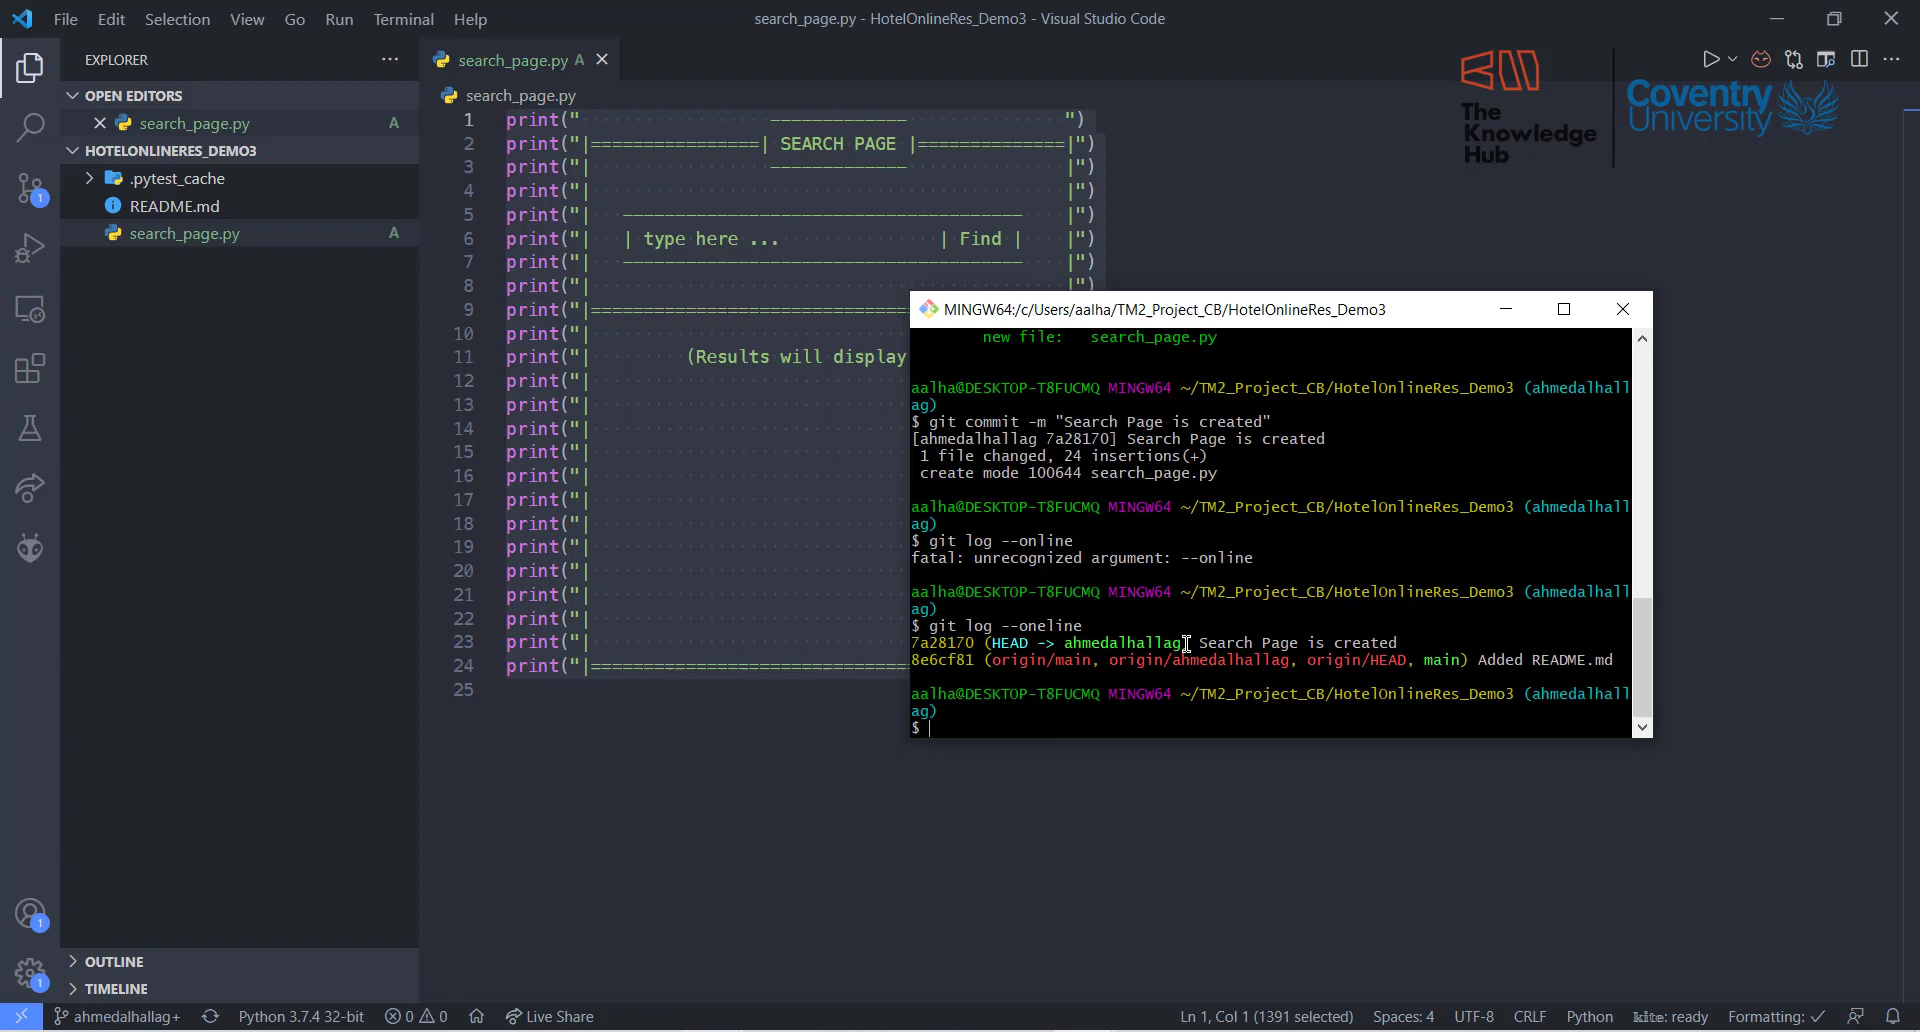 File Edit Selection View Go Run Terminal Help
search_page.py - HotelOnlineRes_Demo3 - Visual Studio Code
EXPLORER
OPEN EDITORS
search_page.py A
HOTELONLINERES_DEMO3
.pytest_cache
README.md
search_page.py A
OUTLINE
TIMELINE
search_page.py A
search_page.py
The
Knowledge
Hub
Coventry
University
1 print(" _____________ ")
2 print("|================| SEARCH PAGE |==============|")
3 print("| ————————————— |")
4 print("| |")
5 print("| ______________________________________ |")
6 print("| | type here ... | Find | |")
7 print("| —————————————————————————————————————— |")
8 print("| |")
9 print("|==============================
10 print("|
11 print("| (Results will display
12 print("|
13 print("|
14 print("|
15 print("|
16 print("|
17 print("|
18 print("|
19 print("|
20 print("|
21 print("|
22 print("|
23 print("|
24 print("|==============================
25
MINGW64:/c/Users/aalha/TM2_Project_CB/HotelOnlineRes_Demo3
new file: search_page.py
aalha@DESKTOP-T8FUCMQ MINGW64 ~/TM2_Project_CB/HotelOnlineRes_Demo3 (ahmedalhall
ag)
$ git commit -m "Search Page is created"
[ahmedalhallag 7a28170] Search Page is created
1 file changed, 24 insertions(+)
create mode 100644 search_page.py
aalha@DESKTOP-T8FUCMQ MINGW64 ~/TM2_Project_CB/HotelOnlineRes_Demo3 (ahmedalhall
ag)
$ git log --online
fatal: unrecognized argument: --online
aalha@DESKTOP-T8FUCMQ MINGW64 ~/TM2_Project_CB/HotelOnlineRes_Demo3 (ahmedalhall
ag)
$ git log --oneline
7a28170 (HEAD -> ahmedalhallag) Search Page is created
8e6cf81 (origin/main, origin/ahmedalhallag, origin/HEAD, main) Added README.md
aalha@DESKTOP-T8FUCMQ MINGW64 ~/TM2_Project_CB/HotelOnlineRes_Demo3 (ahmedalhall
ag)
$
1
1
1
ahmedalhallag+ Python 3.7.4 32-bit 0 0 Live Share Ln 1, Col 1 (1391 selected) Spaces: 4 UTF-8 CRLF Python kite: ready Formatting: ✓